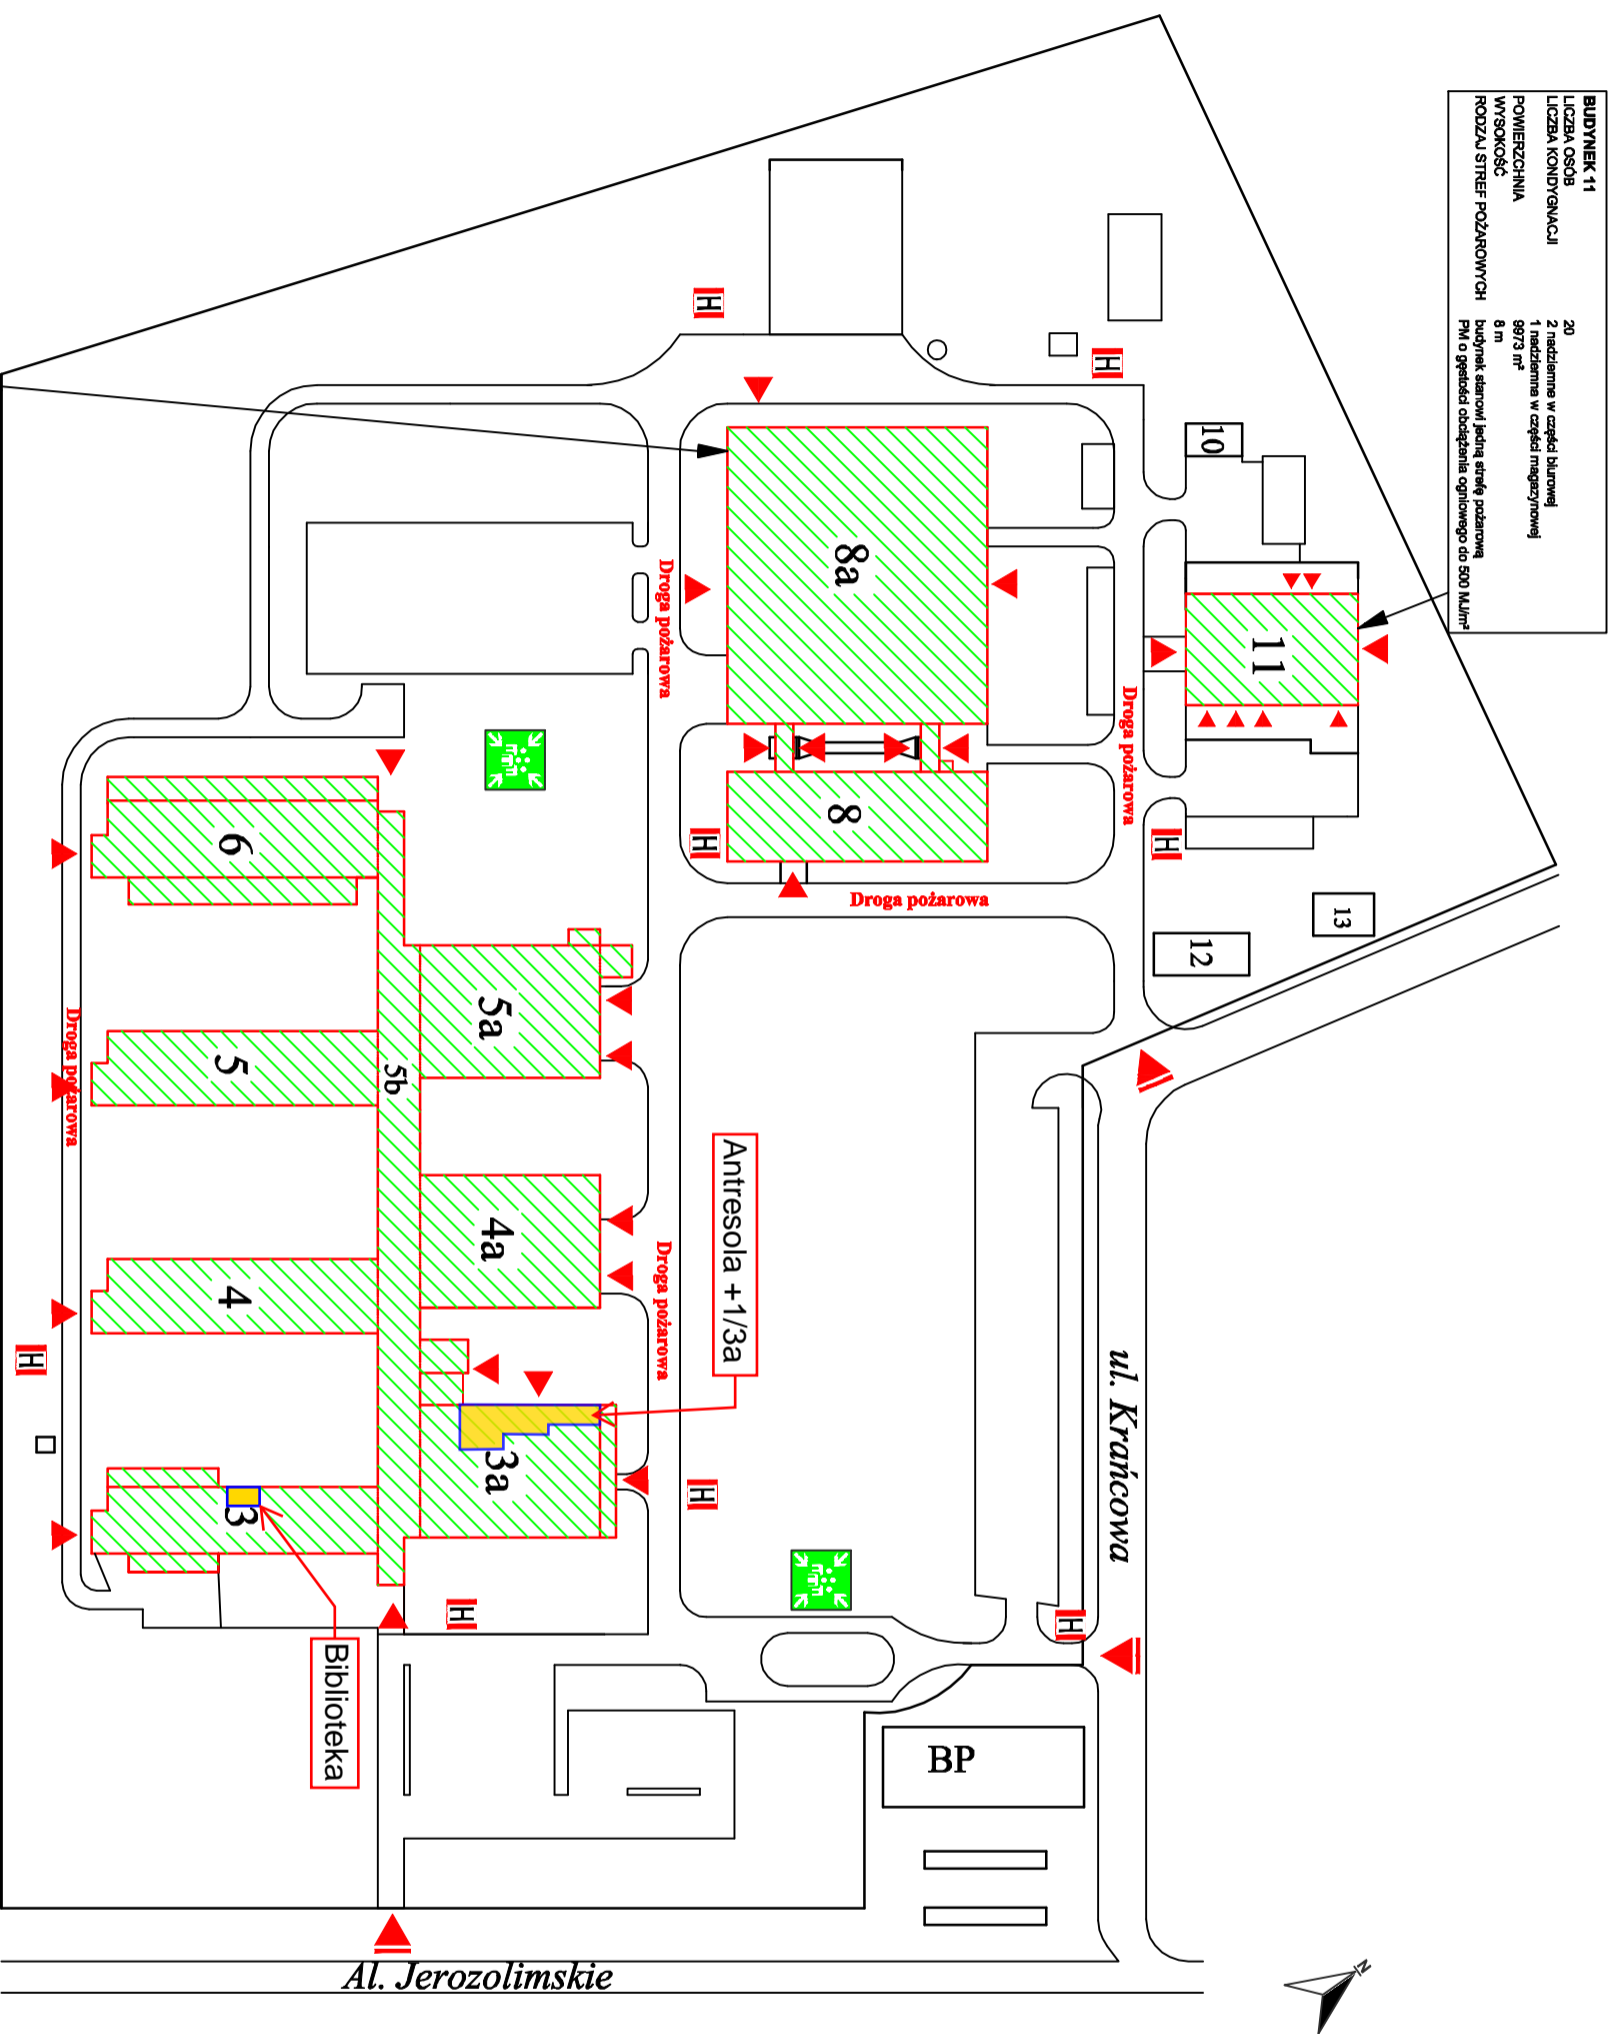 BUDYNEK 11
LICZBA OSÓB 20
LICZBA KONDYGNACJI 2 nadziemne w części biurowej
1 nadziemna w części magazynowej
POWIERZCHNIA 9973 m²
WYSOKOŚĆ 8 m
RODZAJ STREF POŻAROWYCH budynek stanowi jedną strefę pożarową
PM o gęstości obciążenia ogniowego do 500 MJ/m²
H
H
10
11
8a
Droga pożarowa
Droga pożarowa
8
H
H
Droga pożarowa
13
12
6
5a
5
5b
Droga pożarowa
Antresola +1/3a
4a
4
Droga pożarowa
H
ul. Krańcowa
3a
3
H
H
H
Biblioteka
BP
Al. Jerozolimskie
N